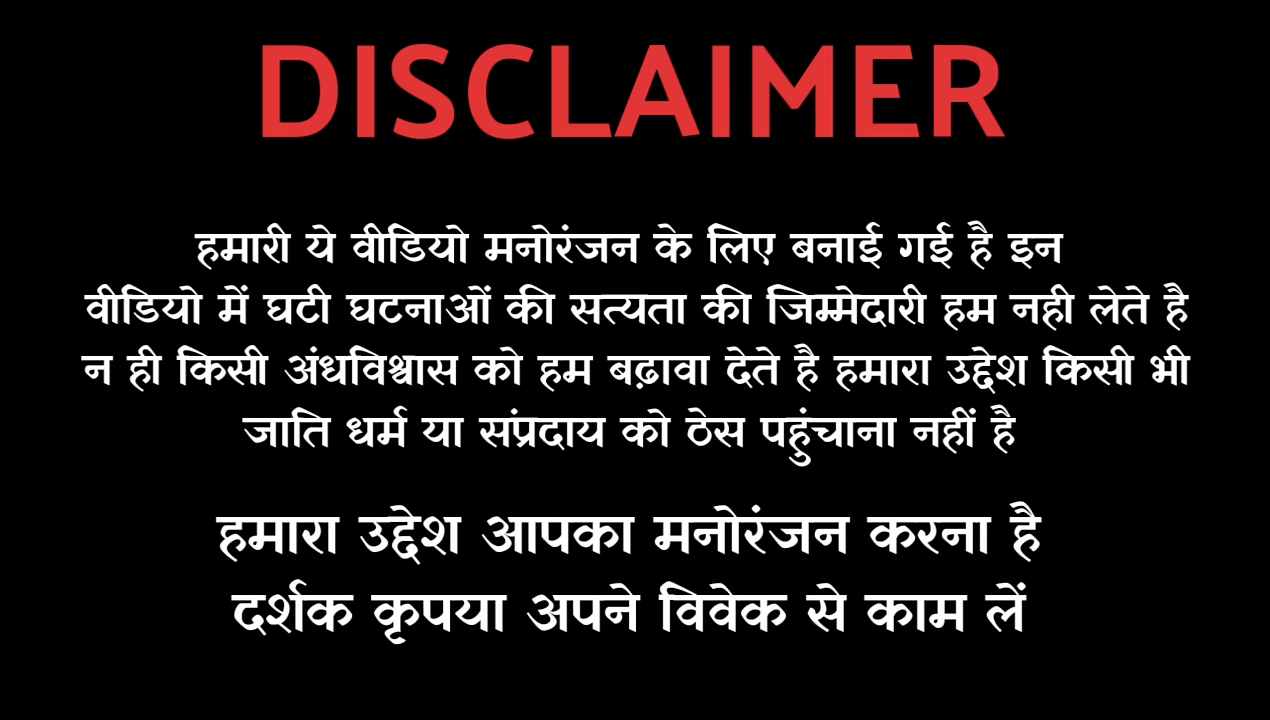 DISCLAIMER
हमारी ये वीडियो मनोरंजन के लिए बनाई गई है इन
वीडियो में घटी घटनाओं की सत्यता की जिम्मेदारी हम नही लेते है
न ही किसी अंधविश्वास को हम बढ़ावा देते है हमारा उद्देश किसी भी
जाति धर्म या संप्रदाय को ठेस पहुंचाना नहीं है
हमारा उद्देश आपका मनोरंजन करना है
दर्शक कृपया अपने विवेक से काम लें